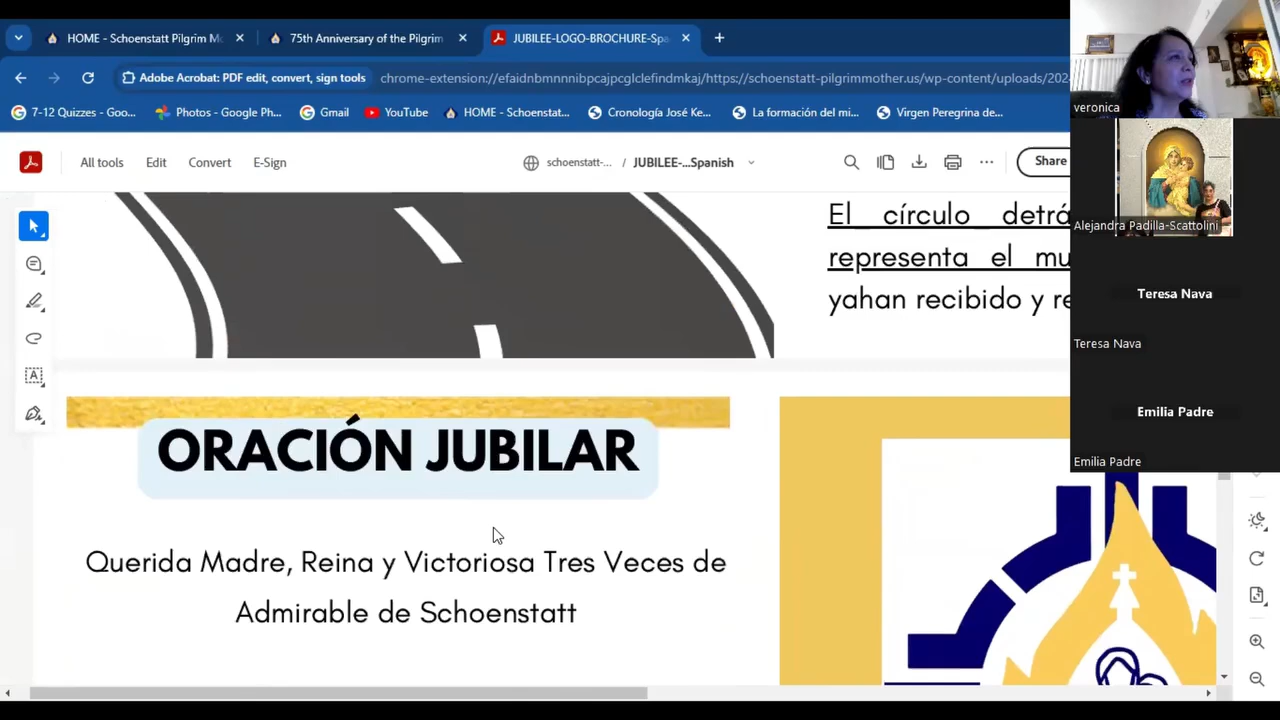 HOME - Schoenstatt Pilgrim Mo
75th Anniversary of the Pilgrim
JUBILEE-LOGO-BROCHURE-Spa
Adobe Acrobat: PDF edit, convert, sign tools
chrome-extension://efaidnbmnnnibpcajpcglclefindmkaj/https://schoenstatt-pilgrimmother.us/wp-content/uploads/202
7-12 Quizzes - Goo...
Photos - Google Ph...
Gmail
YouTube
HOME - Schoenstat...
Cronología José Ke...
La formación del mi...
Virgen Peregrina de...
All tools
Edit
Convert
E-Sign
schoenstatt-...
/ JUBILEE-...Spanish
Share
El círculo detrá
representa el mu
yahan recibido y re
ORACIÓN JUBILAR
Querida Madre, Reina y Victoriosa Tres Veces de
Admirable de Schoenstatt
veronica
Alejandra Padilla-Scattolini
Teresa Nava
Teresa Nava
Emilia Padre
Emilia Padre